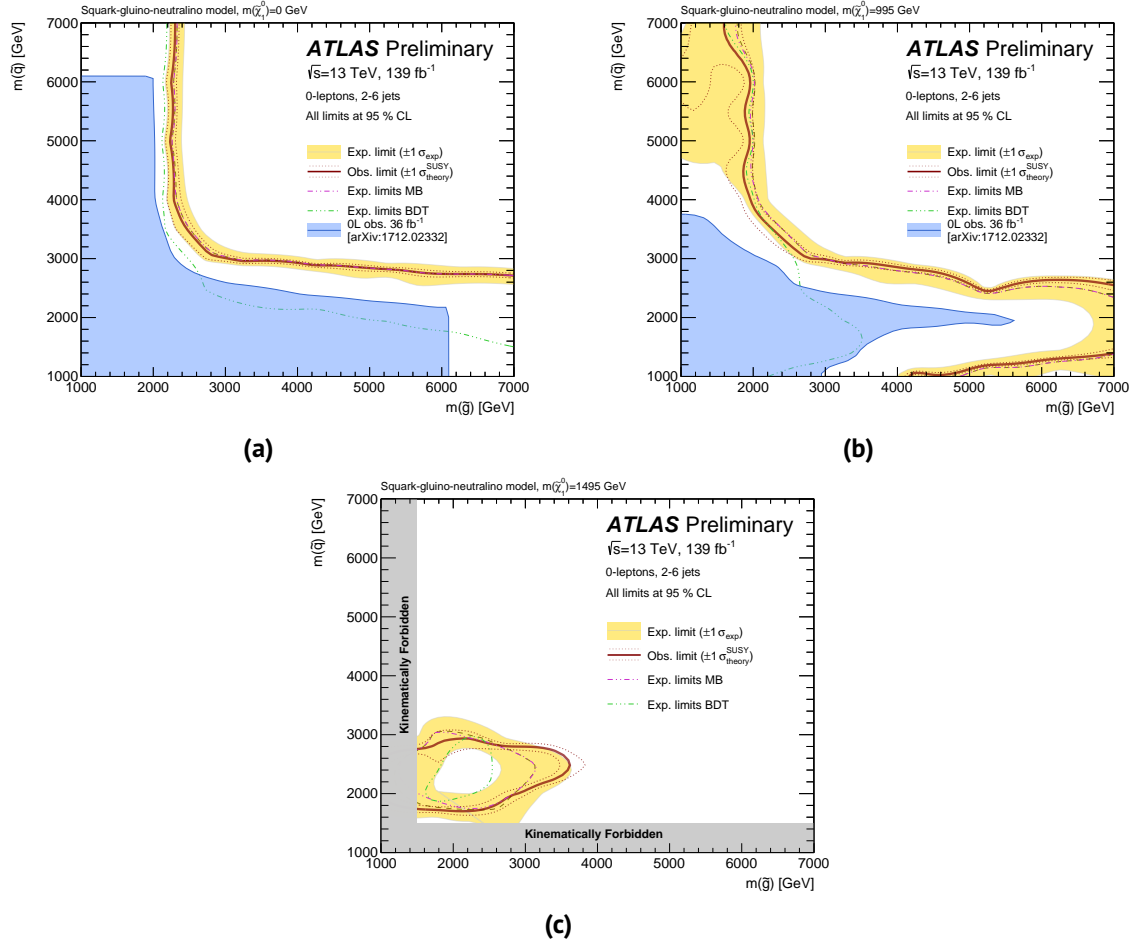 Squark-gluino-neutralino model, m(χ̃₁⁰)=0 GeV
m(q̃) [GeV]
7000
6000
5000
4000
3000
2000
1000
ATLAS Preliminary
√s=13 TeV, 139 fb⁻¹
0-leptons, 2-6 jets
All limits at 95 % CL
Exp. limit (±1 σexp)
Obs. limit (±1 σ^SUSY_theory)
Exp. limits MB
Exp. limits BDT
0L obs. 36 fb⁻¹
[arXiv:1712.02332]
1000 2000 3000 4000 5000 6000 7000
m(g̃) [GeV]
(a)
Squark-gluino-neutralino model, m(χ̃₁⁰)=995 GeV
m(q̃) [GeV]
7000
6000
5000
4000
3000
2000
1000
ATLAS Preliminary
√s=13 TeV, 139 fb⁻¹
0-leptons, 2-6 jets
All limits at 95 % CL
Exp. limit (±1 σexp)
Obs. limit (±1 σ^SUSY_theory)
Exp. limits MB
Exp. limits BDT
0L obs. 36 fb⁻¹
[arXiv:1712.02332]
1000 2000 3000 4000 5000 6000 7000
m(g̃) [GeV]
(b)
Squark-gluino-neutralino model, m(χ̃₁⁰)=1495 GeV
m(q̃) [GeV]
7000
6000
5000
4000
3000
2000
1000
Kinematically Forbidden
ATLAS Preliminary
√s=13 TeV, 139 fb⁻¹
0-leptons, 2-6 jets
All limits at 95 % CL
Exp. limit (±1 σexp)
Obs. limit (±1 σ^SUSY_theory)
Exp. limits MB
Exp. limits BDT
Kinematically Forbidden
1000 2000 3000 4000 5000 6000 7000
m(g̃) [GeV]
(c)